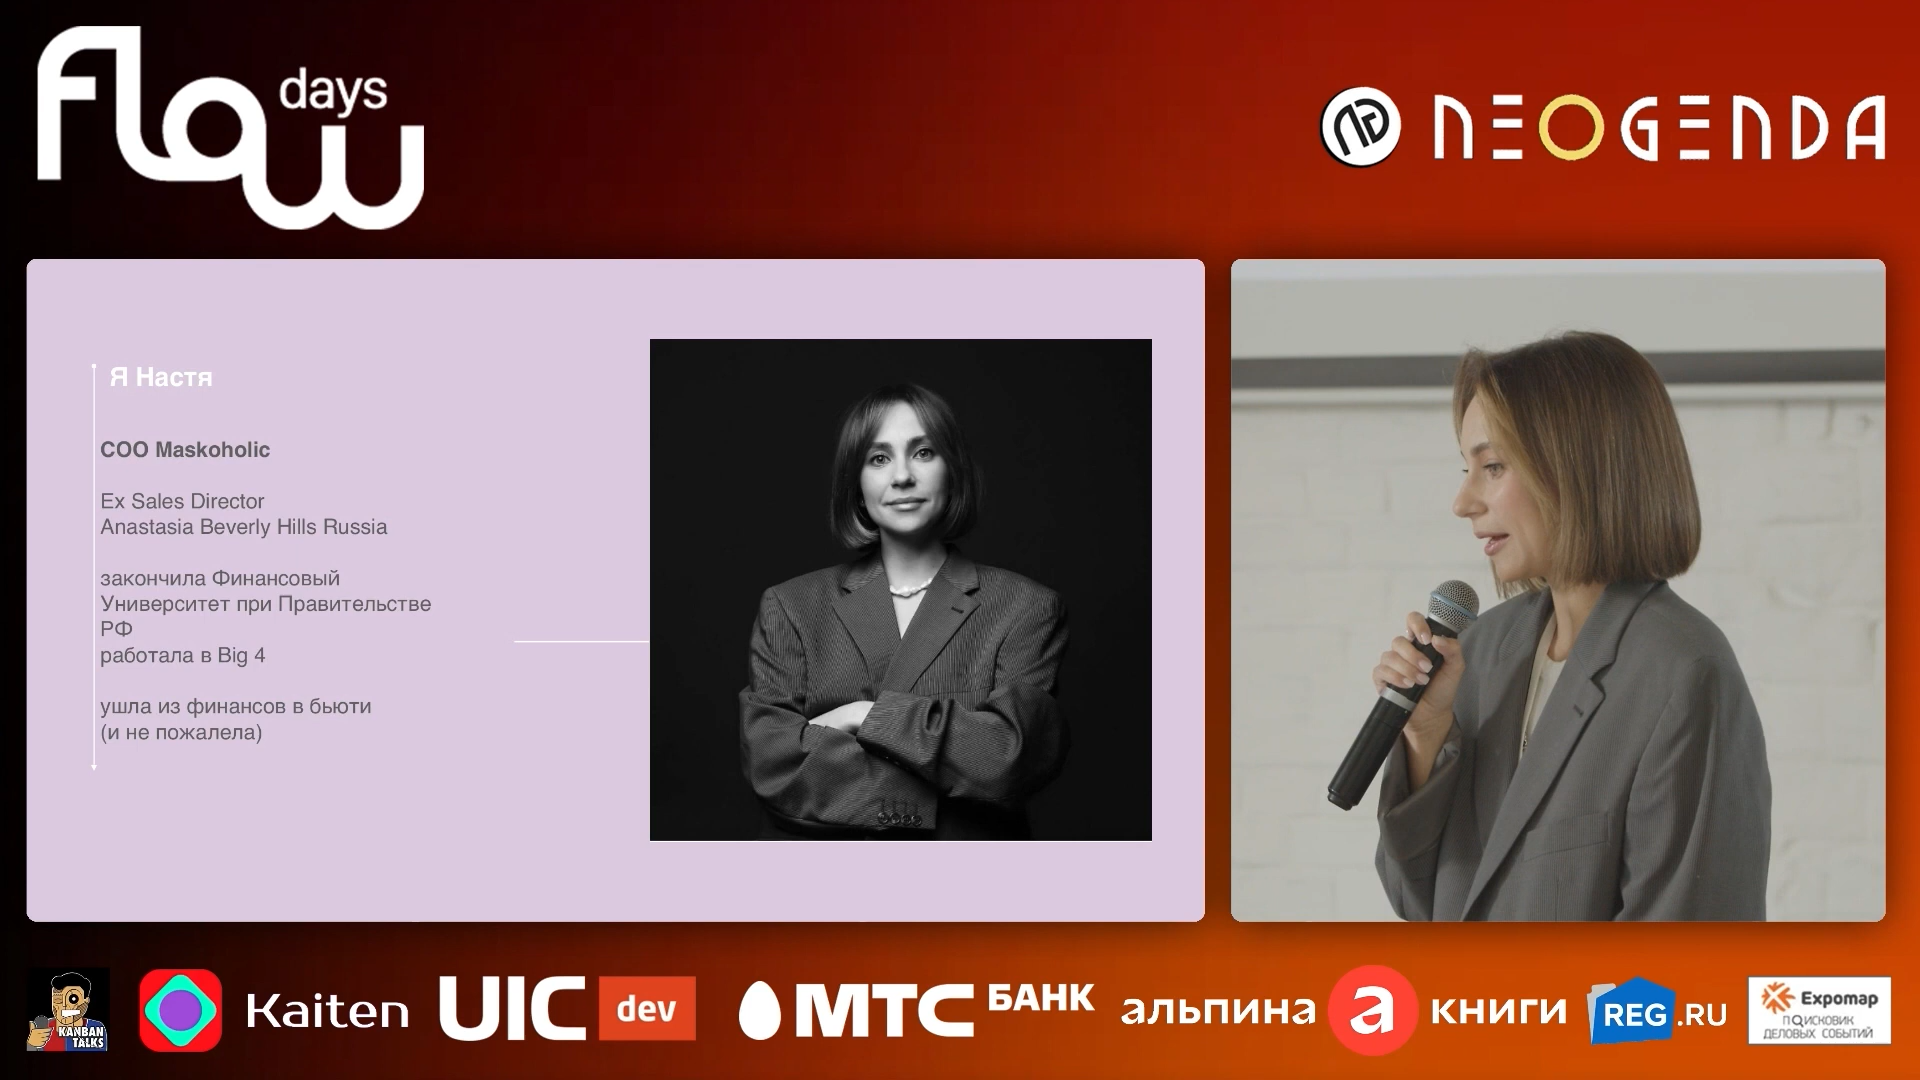 flow
days
NEOGENDA
Я Настя
COO Maskoholic
Ex Sales Director
Anastasia Beverly Hills Russia
закончила Финансовый
Университет при Правительстве
РФ
работала в Big 4
ушла из финансов в бьюти
(и не пожалела)
KANBAN
TALKS
Kaiten
UIC dev
МТС БАНК
альпина а книги
REG.RU
Expomap
ПОИСКОВИК
ДЕЛОВЫХ СОБЫТИЙ